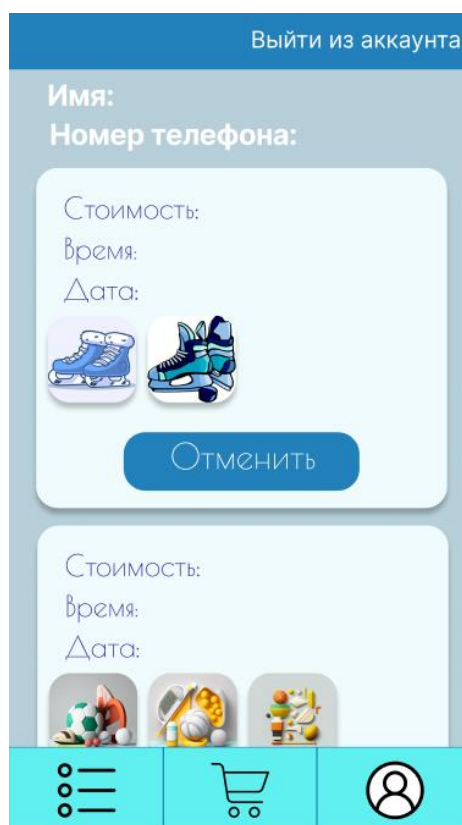 Выйти из аккаунта
Имя:
Номер телефона:
Стоимость:
Время:
Дата:
Отменить
Стоимость:
Время:
Дата: